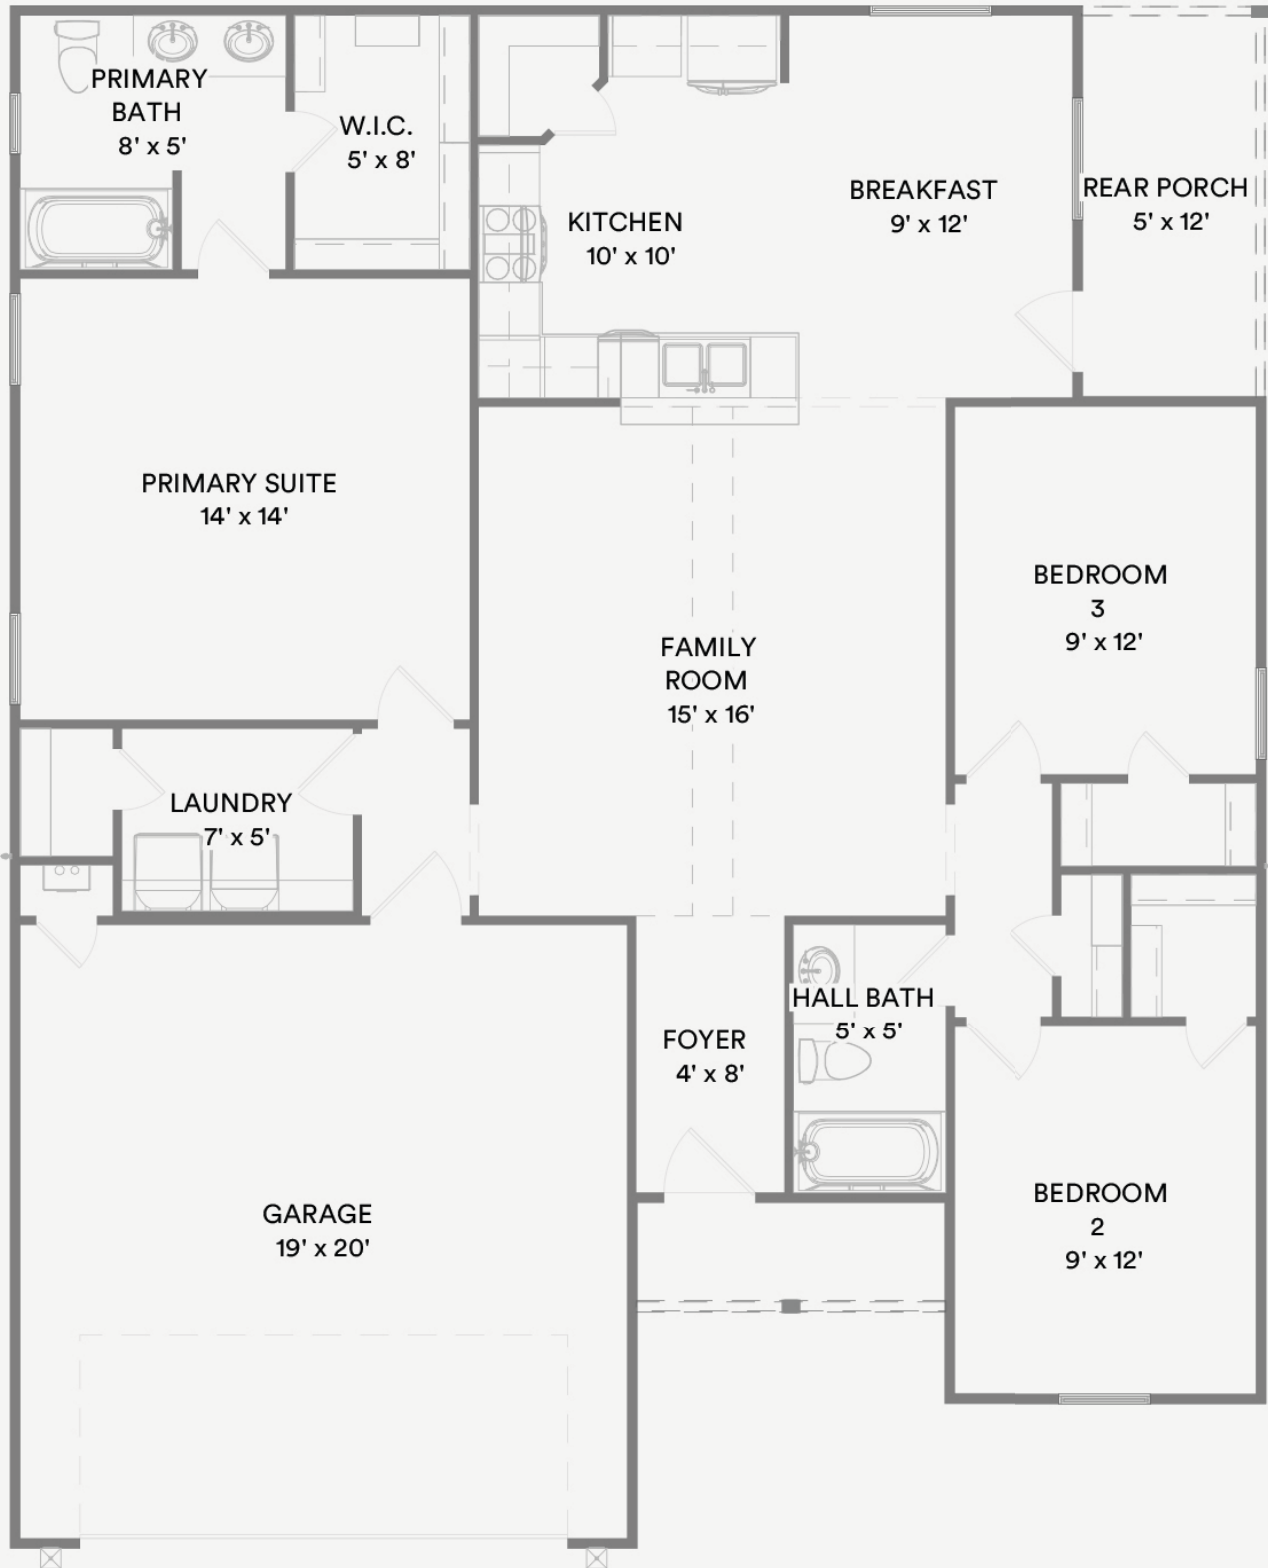 PRIMARY
BATH
8' x 5'
W.I.C.
5' x 8'
KITCHEN
10' x 10'
BREAKFAST
9' x 12'
REAR PORCH
5' x 12'
PRIMARY SUITE
14' x 14'
FAMILY
ROOM
15' x 16'
BEDROOM
3
9' x 12'
LAUNDRY
7' x 5'
HALL BATH
5' x 5'
FOYER
4' x 8'
GARAGE
19' x 20'
BEDROOM
2
9' x 12'